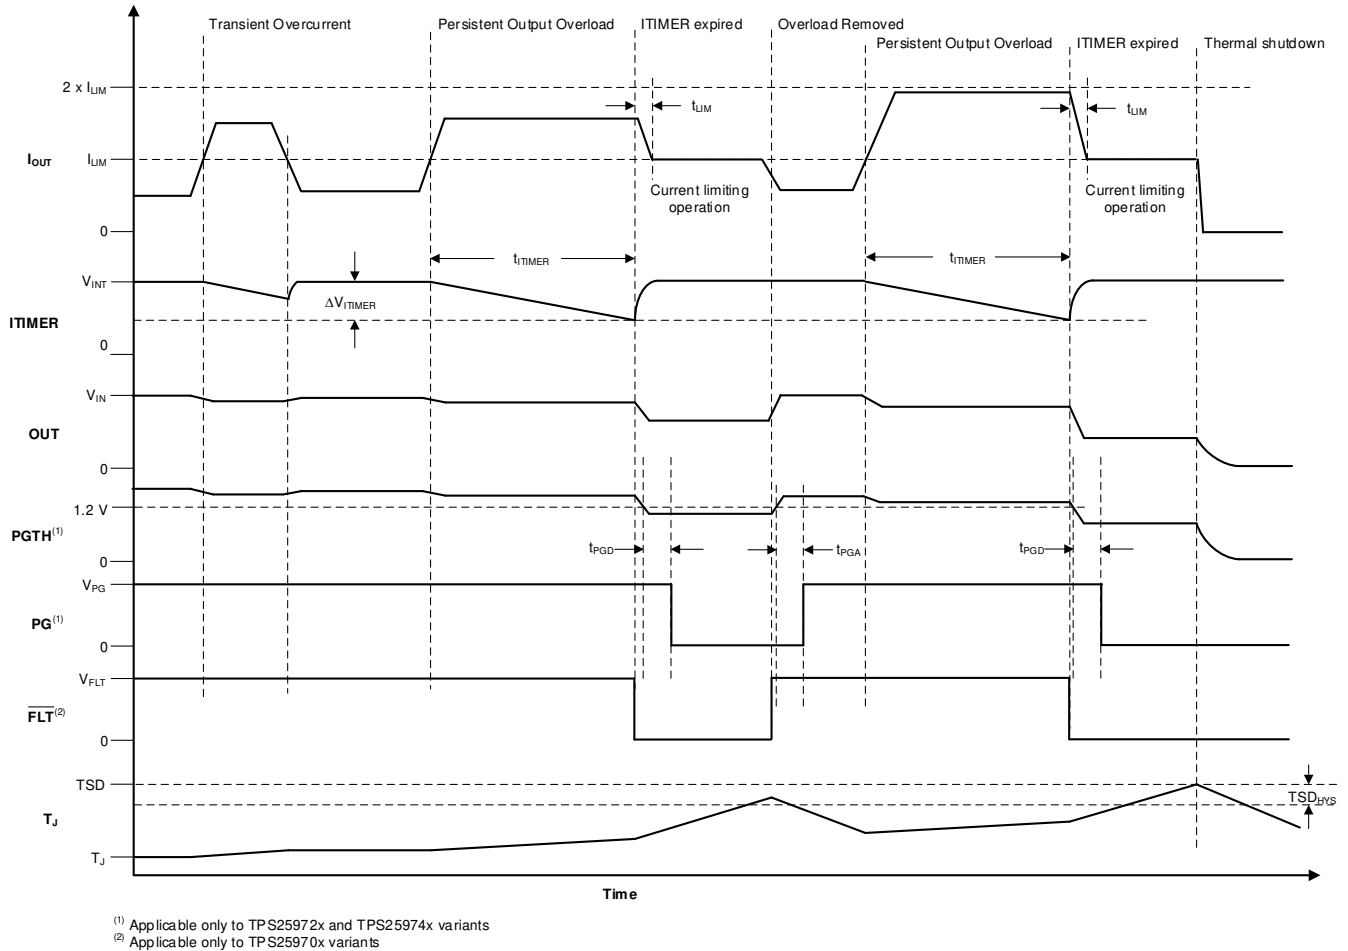 Transient Overcurrent
Persistent Output Overload
ITIMER expired
Overload Removed
Persistent Output Overload
ITIMER expired
Thermal shutdown
2 x ILIM
tLIM
tLIM
IOUT
ILIM
Current limiting
operation
Current limiting
operation
0
tITIMER
tITIMER
VINT
ΔVITIMER
ITIMER
0
VIN
OUT
0
1.2 V
PGTH(1)
tPGD
tPGA
tPGD
0
VPG
PG(1)
0
VFLT
FLT(2)
0
TSD
TSDHYS
TJ
TJ
Time
(1) Applicable only to TPS25972x and TPS25974x variants
(2) Applicable only to TPS25970x variants